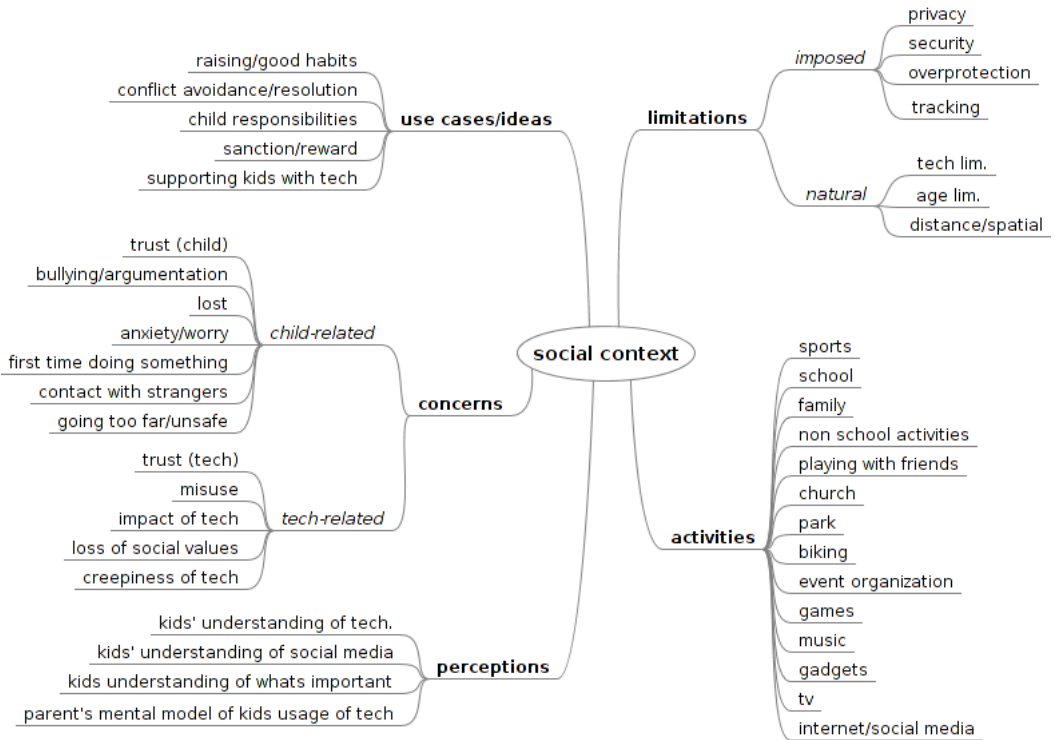 social context
use cases/ideas
raising/good habits
conflict avoidance/resolution
child responsibilities
sanction/reward
supporting kids with tech
concerns
child-related
trust (child)
bullying/argumentation
lost
anxiety/worry
first time doing something
contact with strangers
going too far/unsafe
tech-related
trust (tech)
misuse
impact of tech
loss of social values
creepiness of tech
perceptions
kids' understanding of tech.
kids' understanding of social media
kids understanding of whats important
parent's mental model of kids usage of tech
limitations
imposed
privacy
security
overprotection
tracking
natural
tech lim.
age lim.
distance/spatial
activities
sports
school
family
non school activities
playing with friends
church
park
biking
event organization
games
music
gadgets
tv
internet/social media